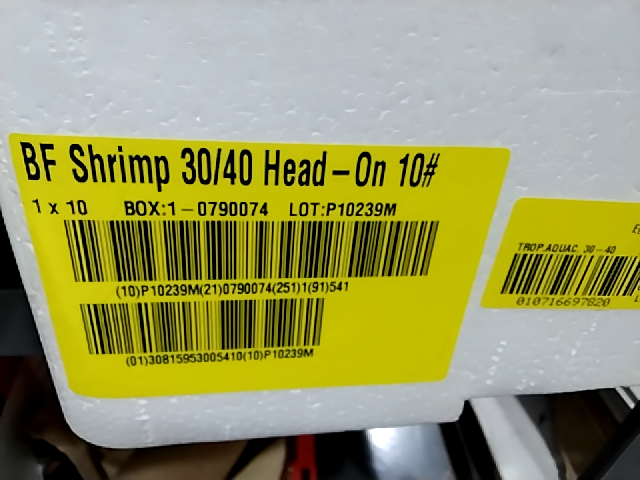 BF Shrimp 30/40 Head-On 10#
1 x 10 BOX:1-0790074 LOT:P10239M
(10)P10239M(21)0790074(251)1(91)541
(01)30815953005410(10)P10239M
TROP.AQUAC. 30-40
010716697820